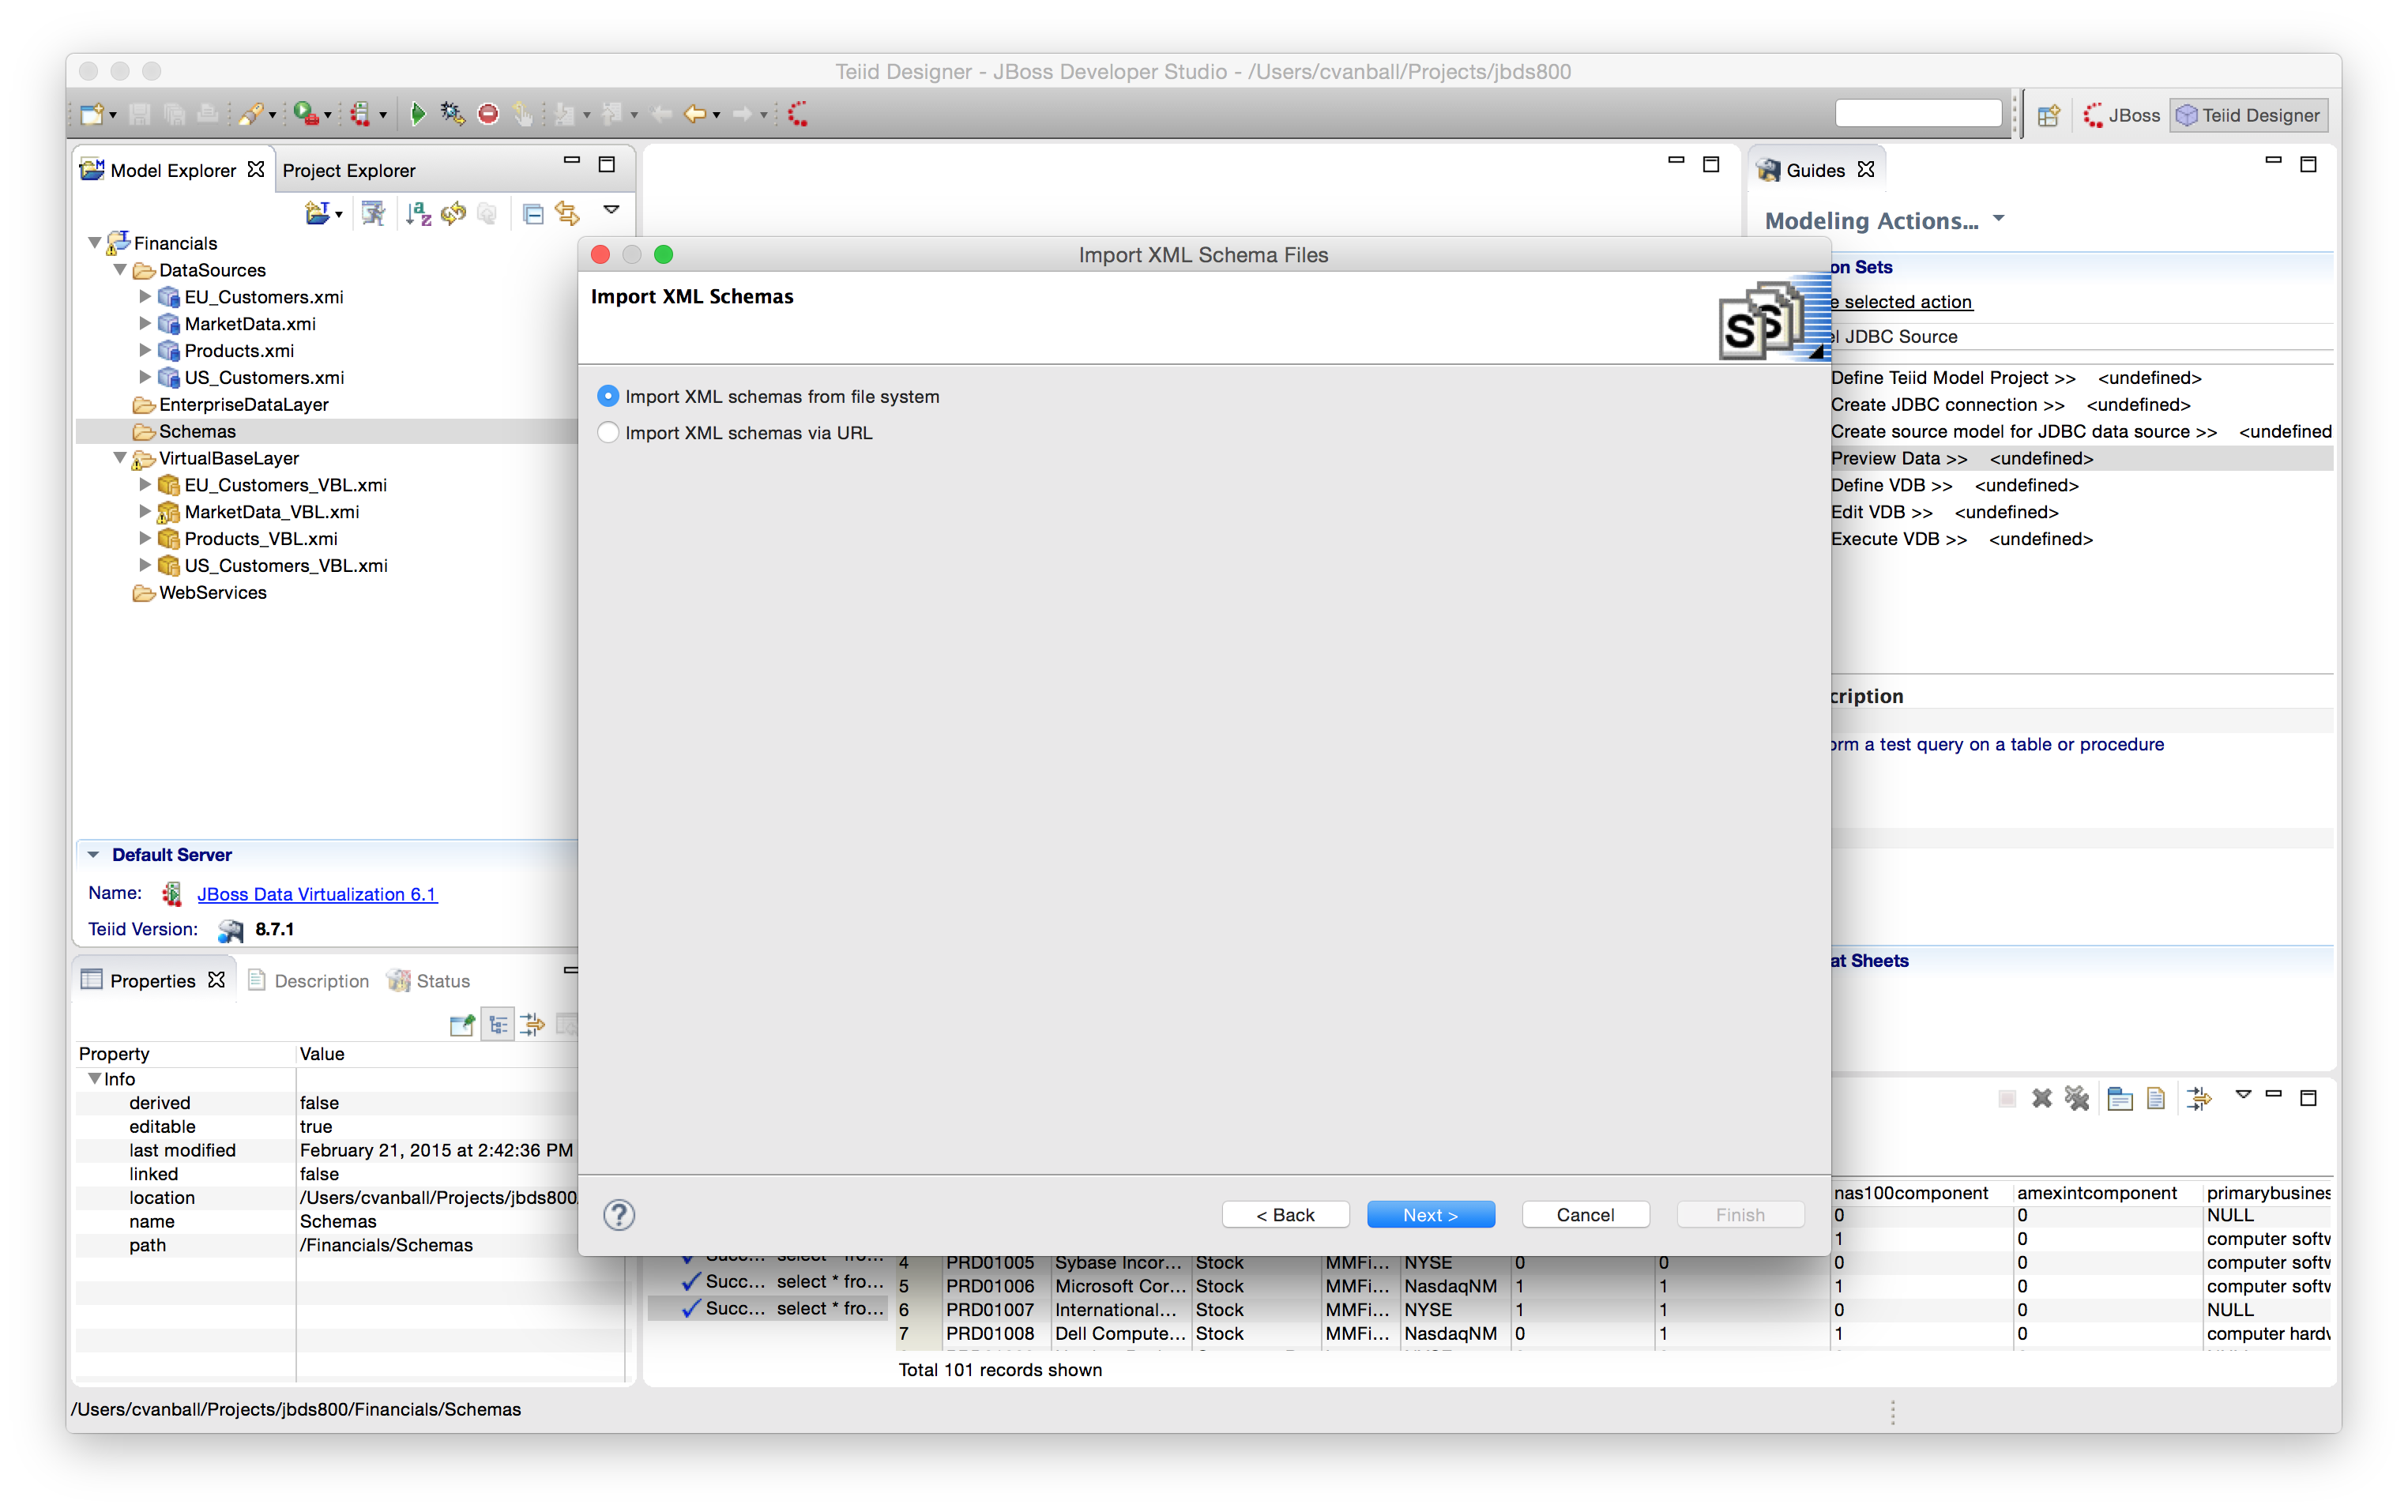 Teiid Designer - JBoss Developer Studio - /Users/cvanball/Projects/jbds800
JBoss
Teiid Designer
Model Explorer
Project Explorer
Financials
DataSources
EU_Customers.xmi
MarketData.xmi
Products.xmi
US_Customers.xmi
EnterpriseDataLayer
Schemas
VirtualBaseLayer
EU_Customers_VBL.xmi
MarketData_VBL.xmi
Products_VBL.xmi
US_Customers_VBL.xmi
WebServices
Default Server
Name: JBoss Data Virtualization 6.1
Teiid Version: 8.7.1
Properties
Description
Status
Property Value
Info
derived false
editable true
last modified February 21, 2015 at 2:42:36 PM
linked false
location /Users/cvanball/Projects/jbds800
name Schemas
path /Financials/Schemas
Import XML Schema Files
Import XML Schemas
Import XML schemas from file system
Import XML schemas via URL
?
< Back
Next >
Cancel
Finish
Guides
Modeling Actions...
on Sets
e selected action
l JDBC Source
Define Teiid Model Project >> <undefined>
Create JDBC connection >> <undefined>
Create source model for JDBC data source >> <undefined
Preview Data >> <undefined>
Define VDB >> <undefined>
Edit VDB >> <undefined>
Execute VDB >> <undefined>
cription
orm a test query on a table or procedure
at Sheets
nas100component amexintcomponent primarybusines
0 0 NULL
1 0 computer softw
Succ... select * fro... 4 PRD01005 Sybase Incor... Stock MMFi... NYSE 0 0 0 0 computer softw
Succ... select * fro... 5 PRD01006 Microsoft Cor... Stock MMFi... NasdaqNM 1 1 1 0 computer softw
Succ... select * fro... 6 PRD01007 International... Stock MMFi... NYSE 1 1 0 0 NULL
7 PRD01008 Dell Compute... Stock MMFi... NasdaqNM 0 1 1 0 computer hardw
Total 101 records shown
/Users/cvanball/Projects/jbds800/Financials/Schemas